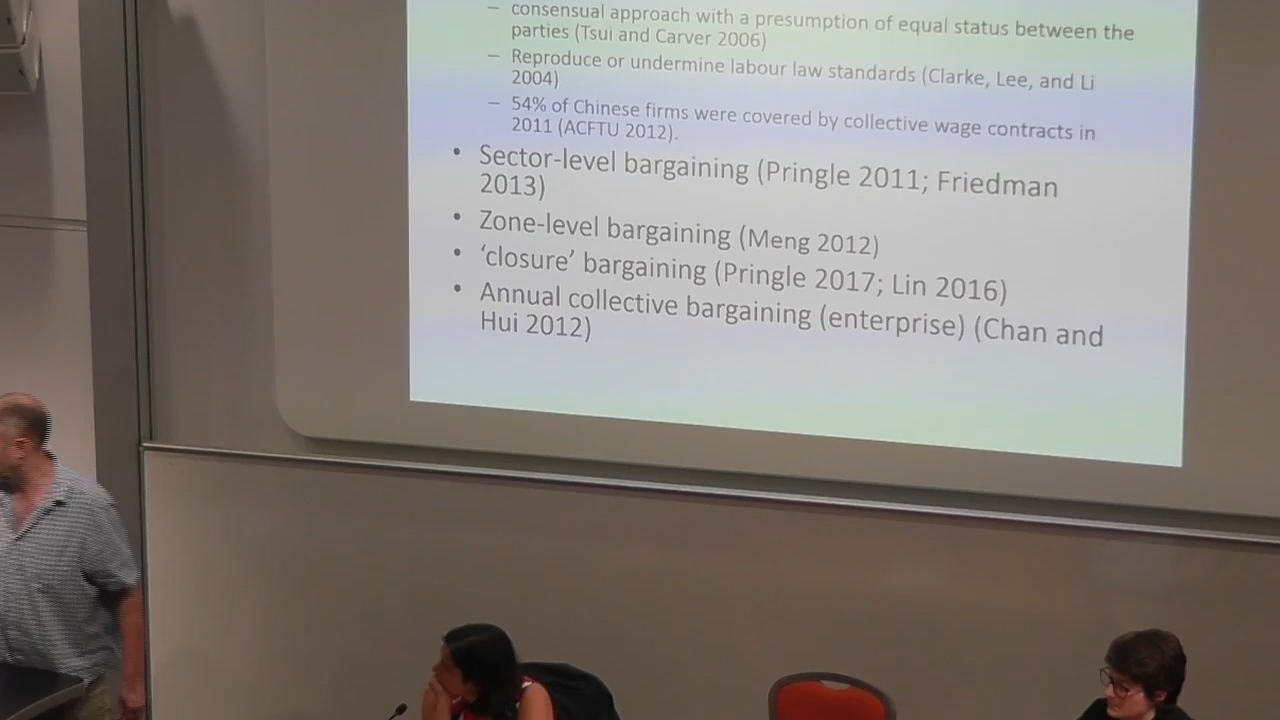 – consensual approach with a presumption of equal status between the
parties (Tsui and Carver 2006)
– Reproduce or undermine labour law standards (Clarke, Lee, and Li
2004)
– 54% of Chinese firms were covered by collective wage contracts in
2011 (ACFTU 2012).
• Sector-level bargaining (Pringle 2011; Friedman
2013)
• Zone-level bargaining (Meng 2012)
• ‘closure’ bargaining (Pringle 2017; Lin 2016)
• Annual collective bargaining (enterprise) (Chan and
Hui 2012)